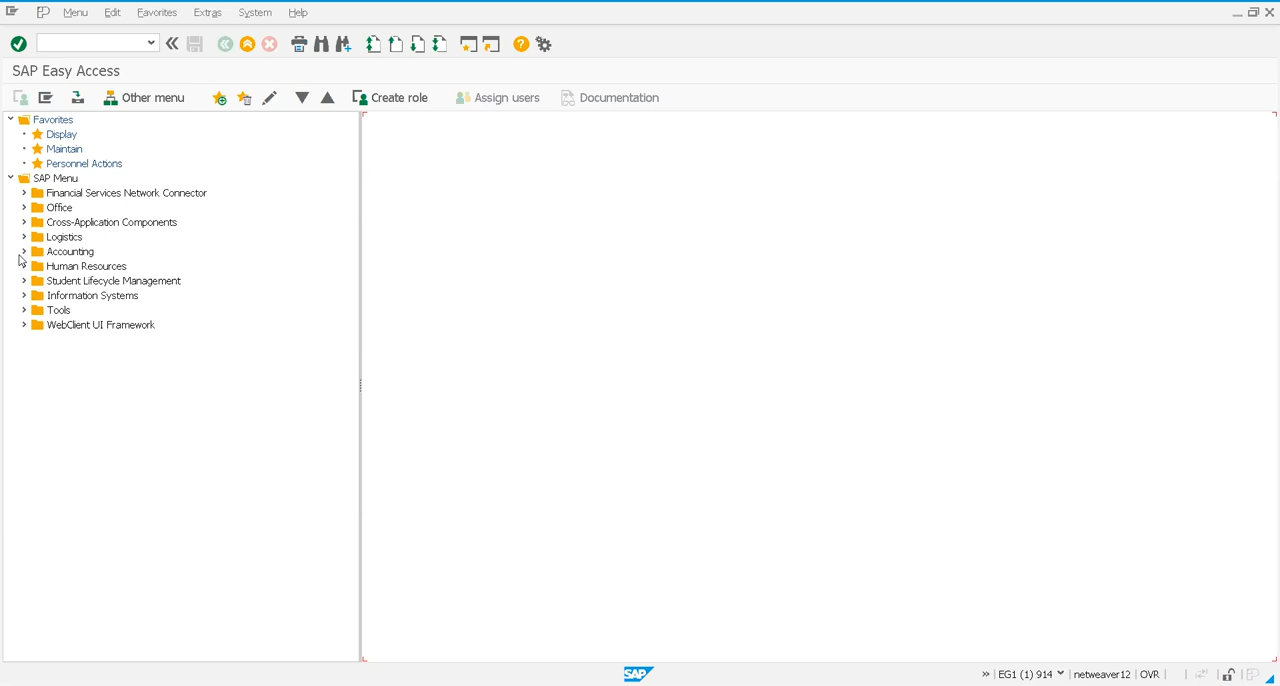 Menu Edit Favorites Extras System Help
SAP Easy Access
Other menu Create role Assign users Documentation
Favorites
Display
Maintain
Personnel Actions
SAP Menu
Financial Services Network Connector
Office
Cross-Application Components
Logistics
Accounting
Human Resources
Student Lifecycle Management
Information Systems
Tools
WebClient UI Framework
SAP » EG1 (1) 914 netweaver12 OVR